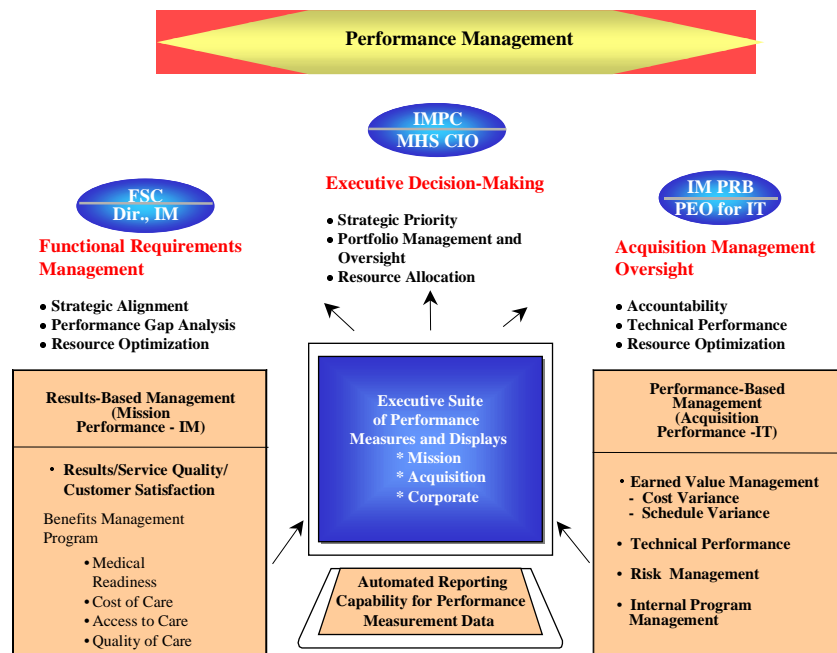 Performance Management
IMPC
MHS CIO
Executive Decision-Making
• Strategic Priority
• Portfolio Management and
Oversight
• Resource Allocation
FSC
Dir., IM
Functional Requirements
Management
• Strategic Alignment
• Performance Gap Analysis
• Resource Optimization
IM PRB
PEO for IT
Acquisition Management
Oversight
• Accountability
• Technical Performance
• Resource Optimization
Results-Based Management
(Mission
Performance - IM)
• Results/Service Quality/
Customer Satisfaction
Benefits Management
Program
• Medical
Readiness
• Cost of Care
• Access to Care
• Quality of Care
Executive Suite
of Performance
Measures and Displays
* Mission
* Acquisition
* Corporate
Automated Reporting
Capability for Performance
Measurement Data
Performance-Based
Management
(Acquisition
Performance -IT)
• Earned Value Management
- Cost Variance
- Schedule Variance
• Technical Performance
• Risk Management
• Internal Program
Management